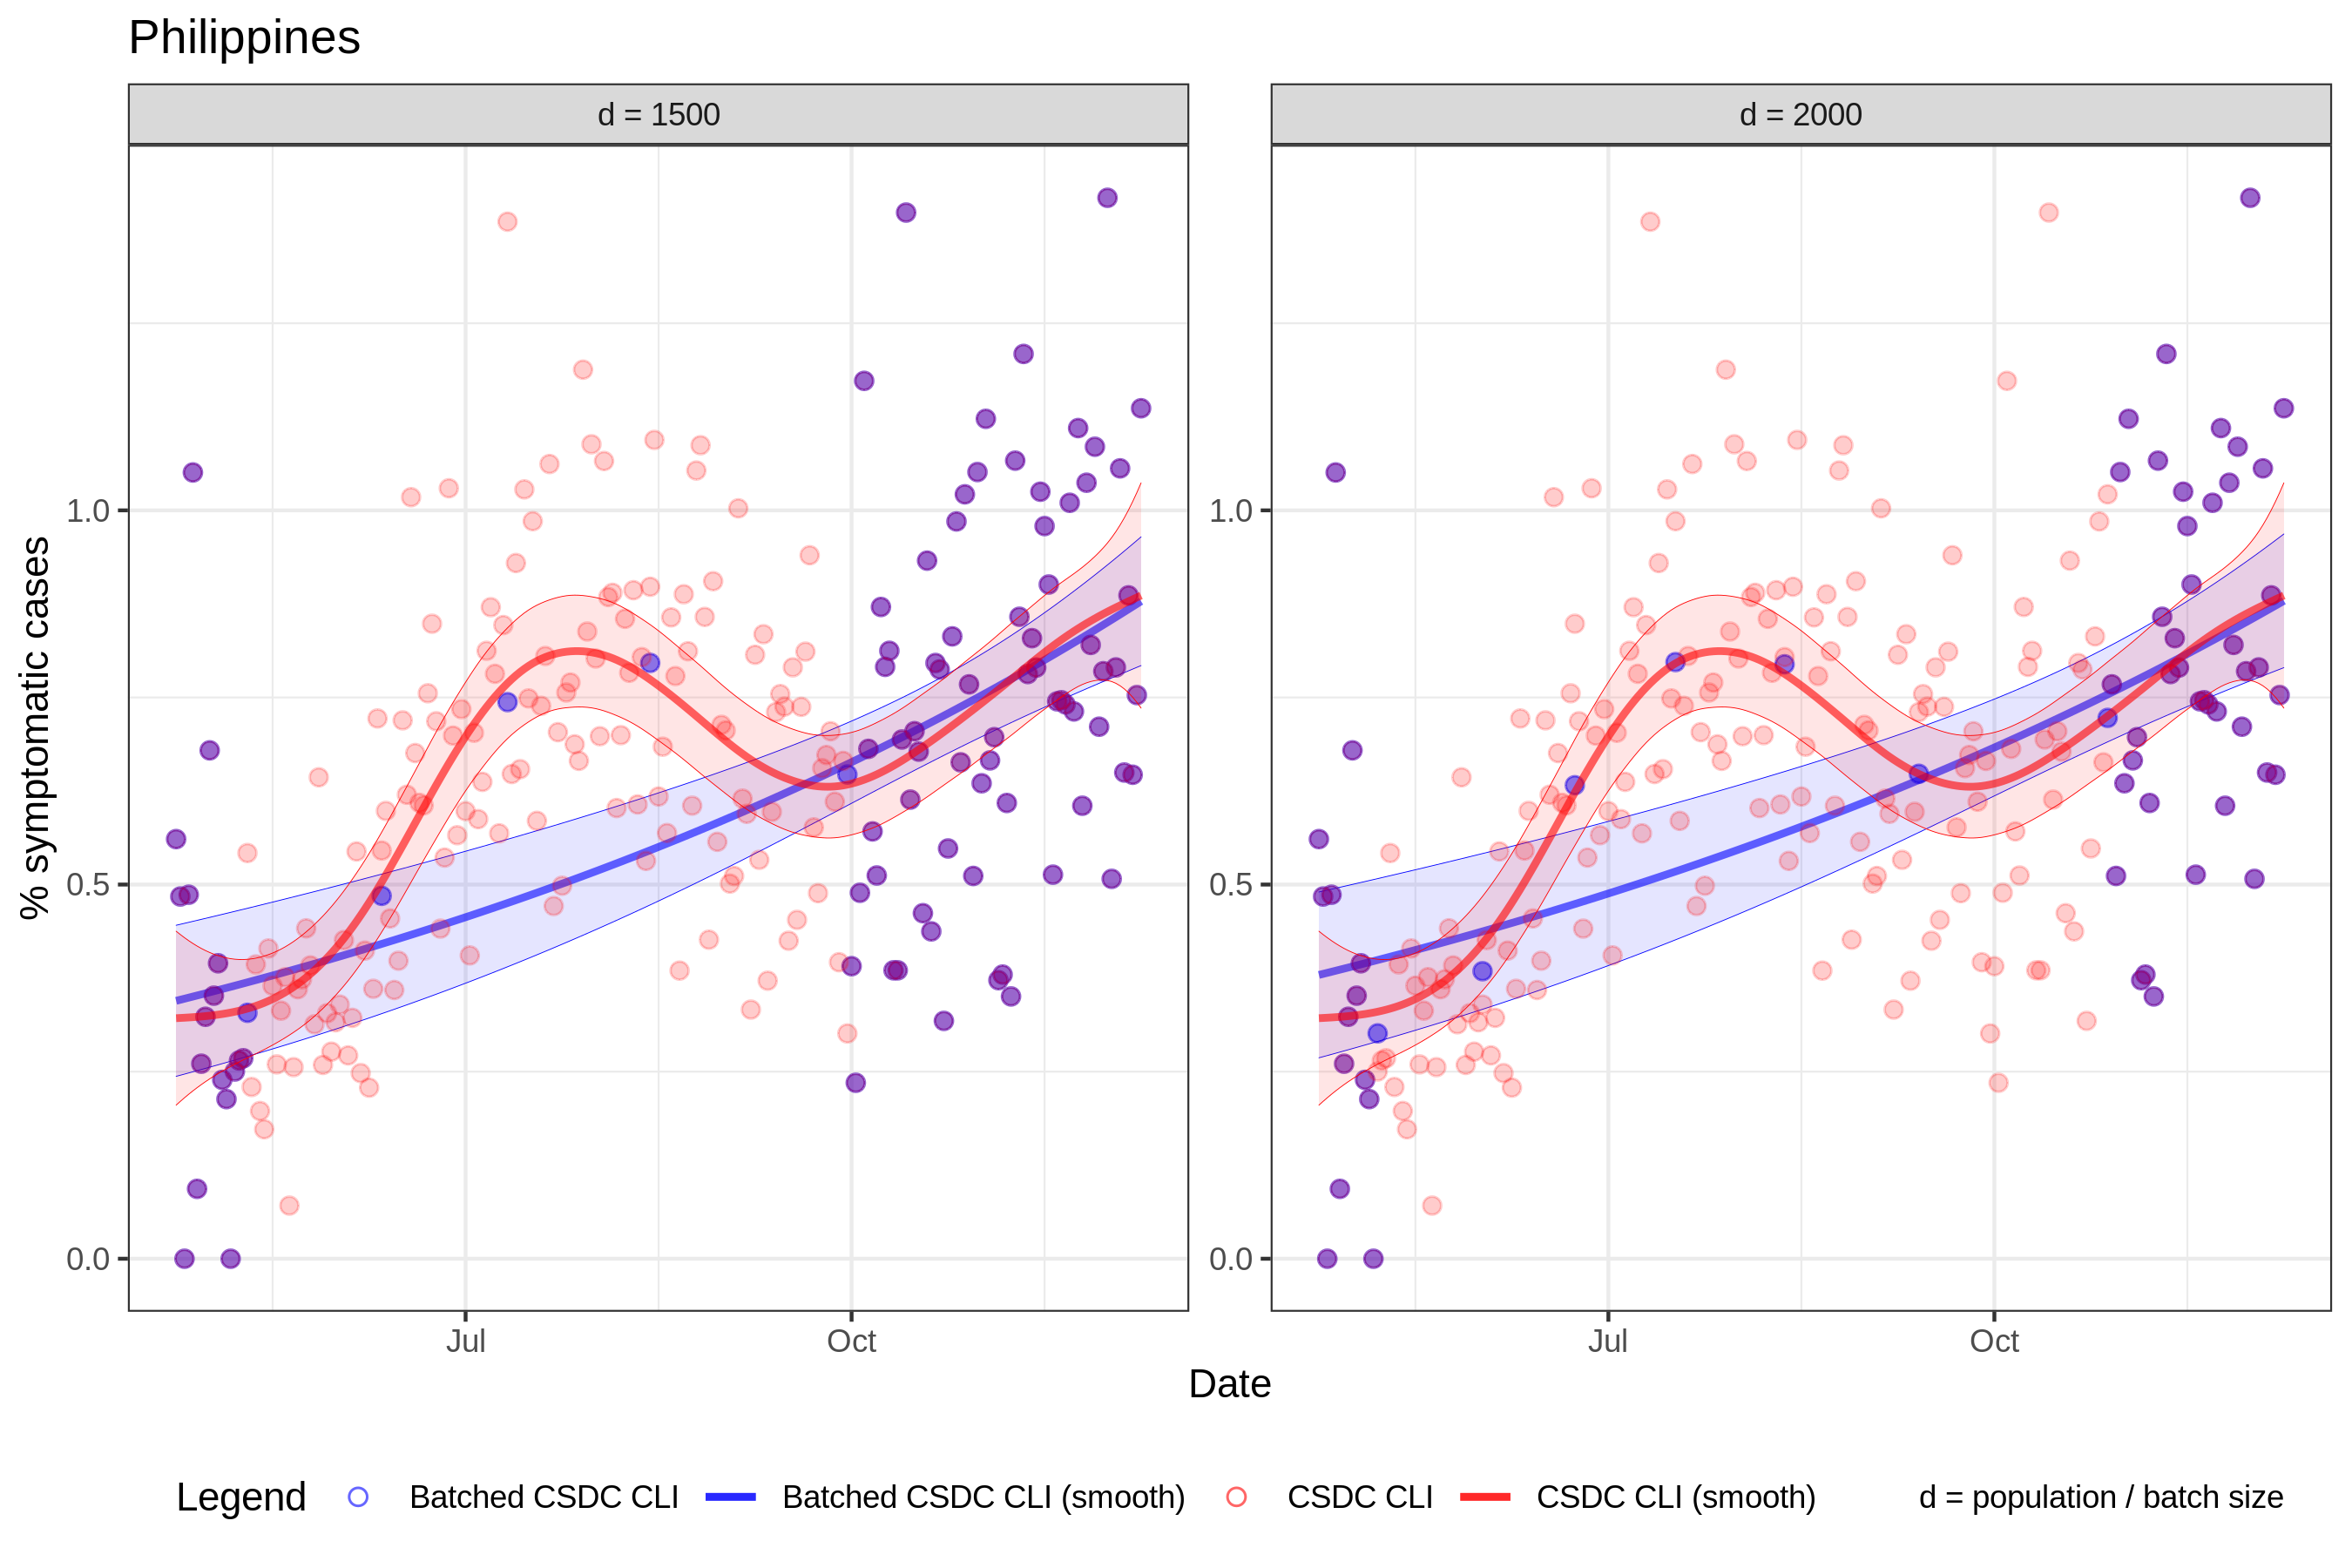 Philippines
d = 1500
d = 2000
% symptomatic cases
1.0
0.5
0.0
1.0
0.5
0.0
Jul
Oct
Jul
Oct
Date
Legend
Batched CSDC CLI
Batched CSDC CLI (smooth)
CSDC CLI
CSDC CLI (smooth)
d = population / batch size